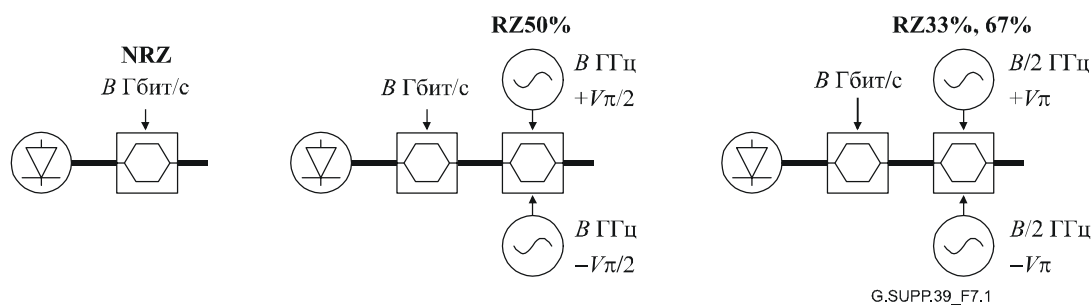 NRZ
B Гбит/с
RZ50%
B Гбит/с
B ГГц
+Vπ/2
B ГГц
–Vπ/2
RZ33%, 67%
B Гбит/с
B/2 ГГц
+Vπ
B/2 ГГц
–Vπ
G.SUPP.39_F7.1